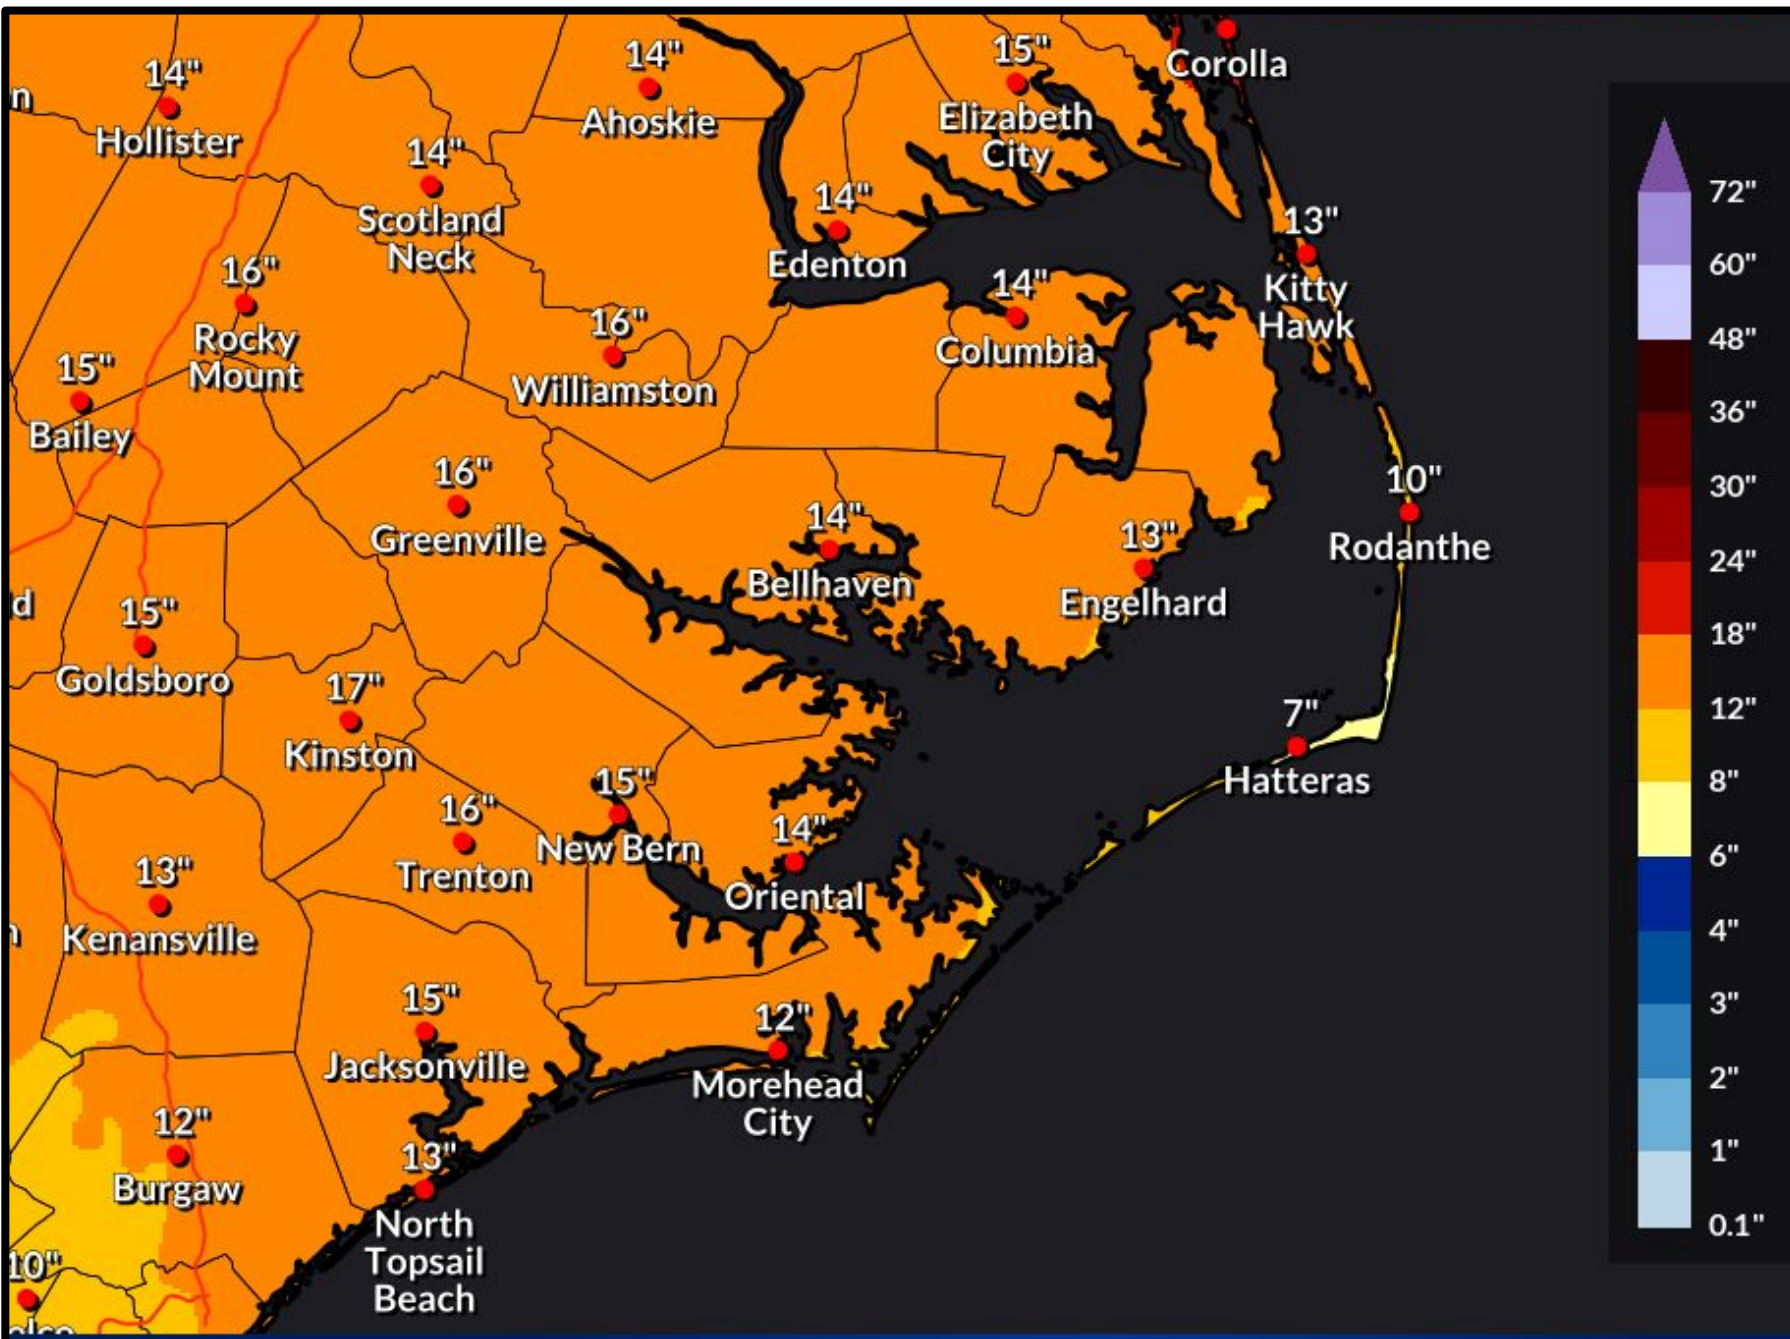 Corolla
15"
Elizabeth
City
14"
Ahoskie
14"
Hollister
n
14"
Scotland
Neck
14"
Edenton
13"
Kitty
Hawk
16"
Rocky
Mount
16"
Williamston
14"
Columbia
15"
Bailey
16"
Greenville
14"
Bellhaven
13"
Engelhard
10"
Rodanthe
d
15"
Goldsboro
17"
Kinston
7"
Hatteras
16"
Trenton
15"
New Bern
14"
Oriental
13"
Kenansville
15"
Jacksonville
12"
Morehead
City
12"
Burgaw
13"
North
Topsail
Beach
10"
72"
60"
48"
36"
30"
24"
18"
12"
8"
6"
4"
3"
2"
1"
0.1"